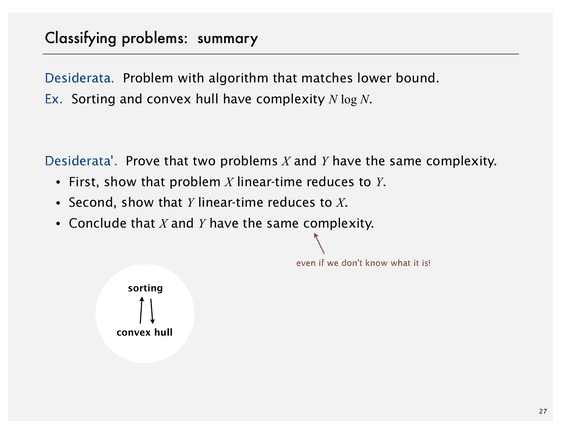 Classifying problems: summary
Desiderata. Problem with algorithm that matches lower bound.
Ex. Sorting and convex hull have complexity N log N.
Desiderata'. Prove that two problems X and Y have the same complexity.
• First, show that problem X linear-time reduces to Y.
• Second, show that Y linear-time reduces to X.
• Conclude that X and Y have the same complexity.
even if we don't know what it is!
sorting
convex hull
27